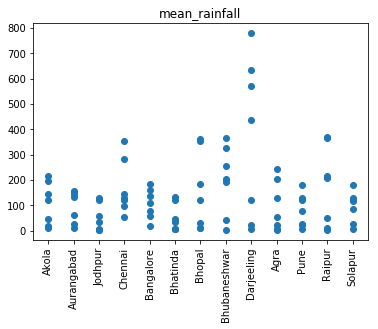 mean_rainfall
800
700
600
500
400
300
200
100
0
Akola
Aurangabad
Jodhpur
Chennai
Bangalore
Bhatinda
Bhopal
Bhubaneshwar
Darjeeling
Agra
Pune
Raipur
Solapur